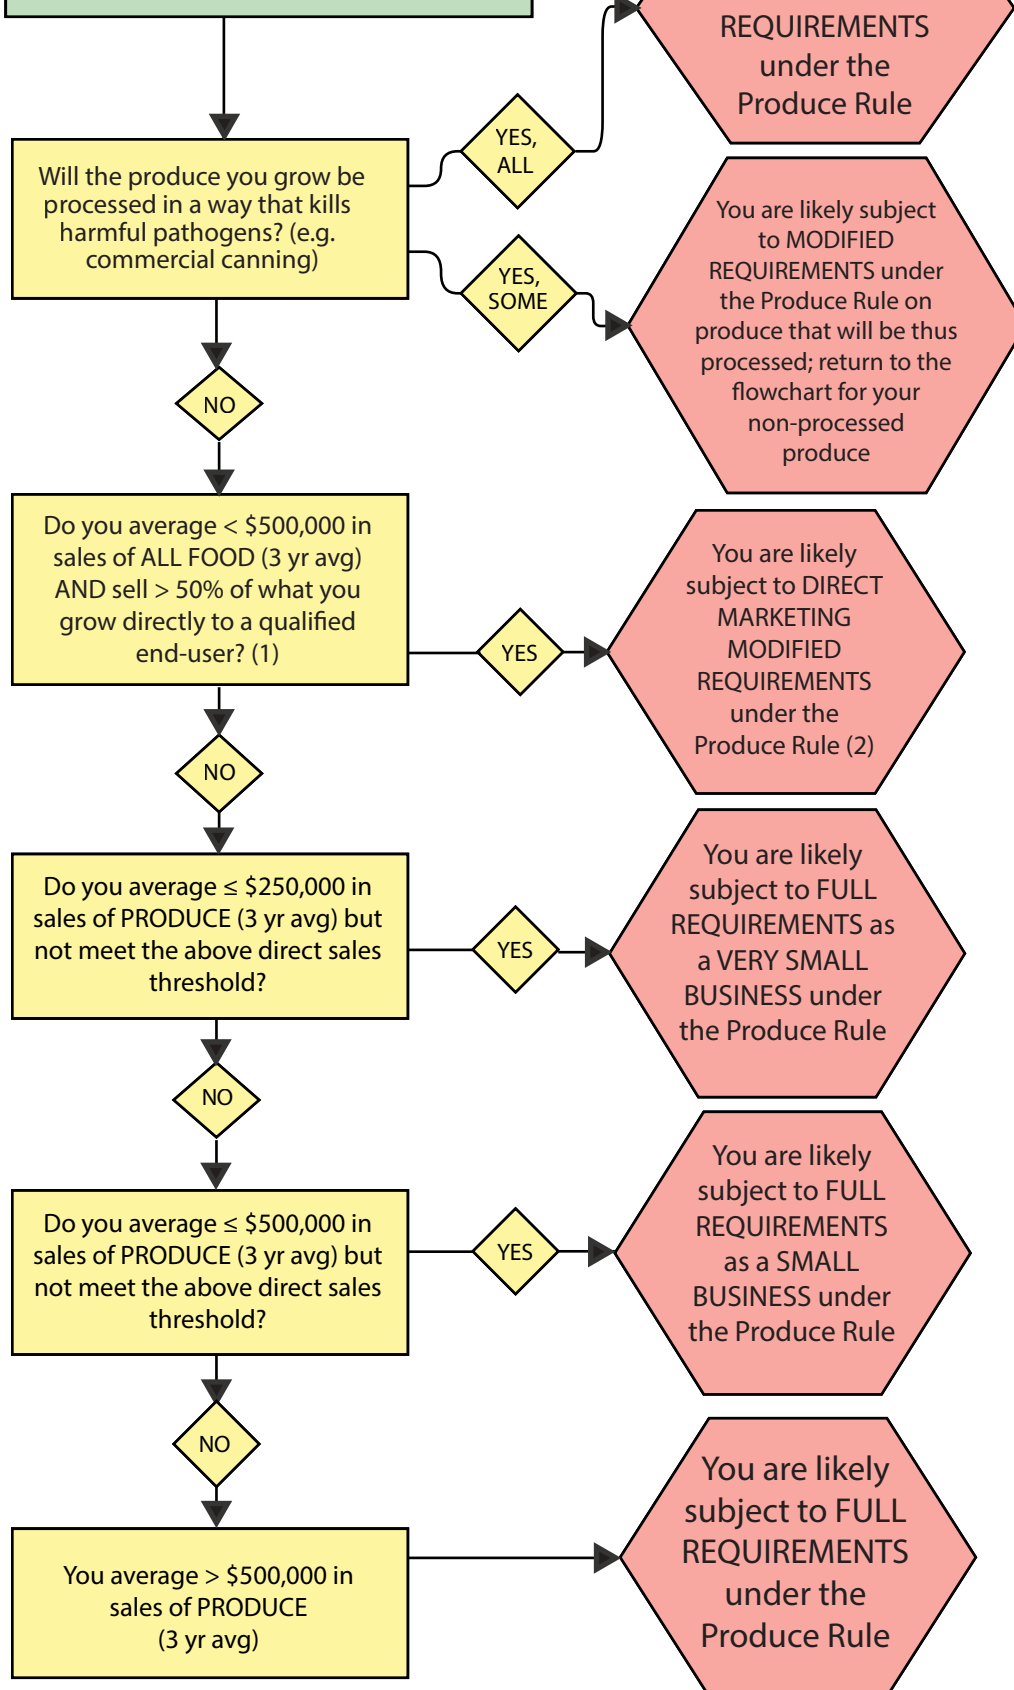 REQUIREMENTS
under the
Produce Rule
YES,
ALL
Will the produce you grow be
processed in a way that kills
harmful pathogens? (e.g.
commercial canning)
YES,
SOME
You are likely subject
to MODIFIED
REQUIREMENTS under
the Produce Rule on
produce that will be thus
processed; return to the
flowchart for your
non-processed
produce
NO
Do you average < $500,000 in
sales of ALL FOOD (3 yr avg)
AND sell > 50% of what you
grow directly to a qualified
end-user? (1)
YES
You are likely
subject to DIRECT
MARKETING
MODIFIED
REQUIREMENTS
under the
Produce Rule (2)
NO
Do you average ≤ $250,000 in
sales of PRODUCE (3 yr avg) but
not meet the above direct sales
threshold?
YES
You are likely
subject to FULL
REQUIREMENTS as
a VERY SMALL
BUSINESS under
the Produce Rule
NO
Do you average ≤ $500,000 in
sales of PRODUCE (3 yr avg) but
not meet the above direct sales
threshold?
YES
You are likely
subject to FULL
REQUIREMENTS
as a SMALL
BUSINESS under
the Produce Rule
NO
You average > $500,000 in
sales of PRODUCE
(3 yr avg)
You are likely
subject to FULL
REQUIREMENTS
under the
Produce Rule